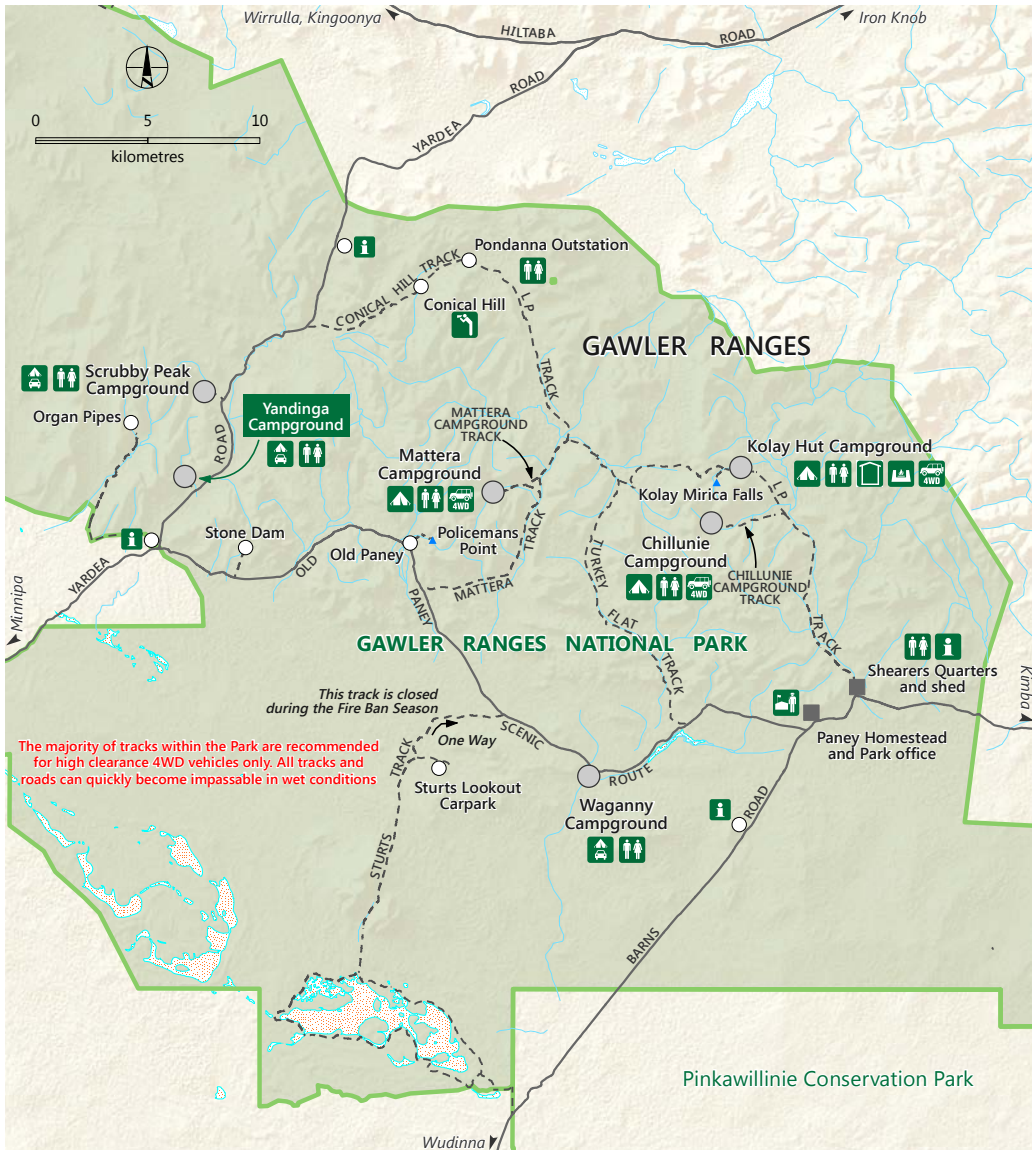 Wirrulla, Kingoonya
HILTABA
ROAD
Iron Knob
ROAD
YARDEA
0 5 10
kilometres
CONICAL HILL TRACK
Pondanna Outstation
Conical Hill
LP
TRACK
GAWLER RANGES
Scrubby Peak
Campground
Organ Pipes
Yandinga
Campground
ROAD
MATTERA
CAMPGROUND
TRACK
Mattera
Campground
4WD
Kolay Hut Campground
4WD
Kolay Mirica Falls
LP
Stone Dam
Old Paney
Policemans
Point
TRACK
MATTERA
TURKEY
FLAT
TRACK
Chillunie
Campground
4WD
CHILLUNIE
CAMPGROUND
TRACK
YARDEA
Minnipa
OLD
PANEY
SCENIC
ROUTE
GAWLER RANGES NATIONAL PARK
TRACK
Shearers Quarters
and shed
Kimba
This track is closed
during the Fire Ban Season
One Way
The majority of tracks within the Park are recommended
for high clearance 4WD vehicles only. All tracks and
roads can quickly become impassable in wet conditions
TRACK
STURTS
Sturts Lookout
Carpark
Paney Homestead
and Park office
Waganny
Campground
ROAD
BARNS
Pinkawillinie Conservation Park
Wudinna